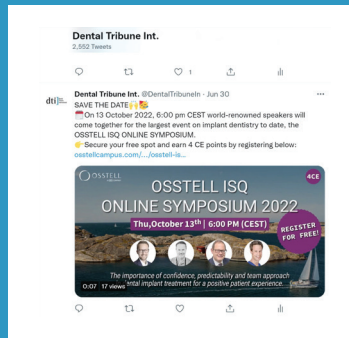 Dental Tribune Int.
2,552 Tweets
1
dti
Dental Tribune Int. @DentalTribuneIn · Jun 30
SAVE THE DATE🙌🥳
🗓️On 13 October 2022, 6:00 pm CEST world-renowned speakers will
come together for the largest event on implant dentistry to date, the
OSSTELL ISQ ONLINE SYMPOSIUM.
👉Secure your free spot and earn 4 CE points by registering below:
osstellcampus.com/.../ostell-is...
OSSTELL
4CE
OSSTELL ISQ
ONLINE SYMPOSIUM 2022
Thu,October 13th | 6:00 PM (CEST)
REGISTER
FOR FREE!
The importance of confidence, predictability and team approach
0:07 17 views
ental implant treatment for a positive patient experience.